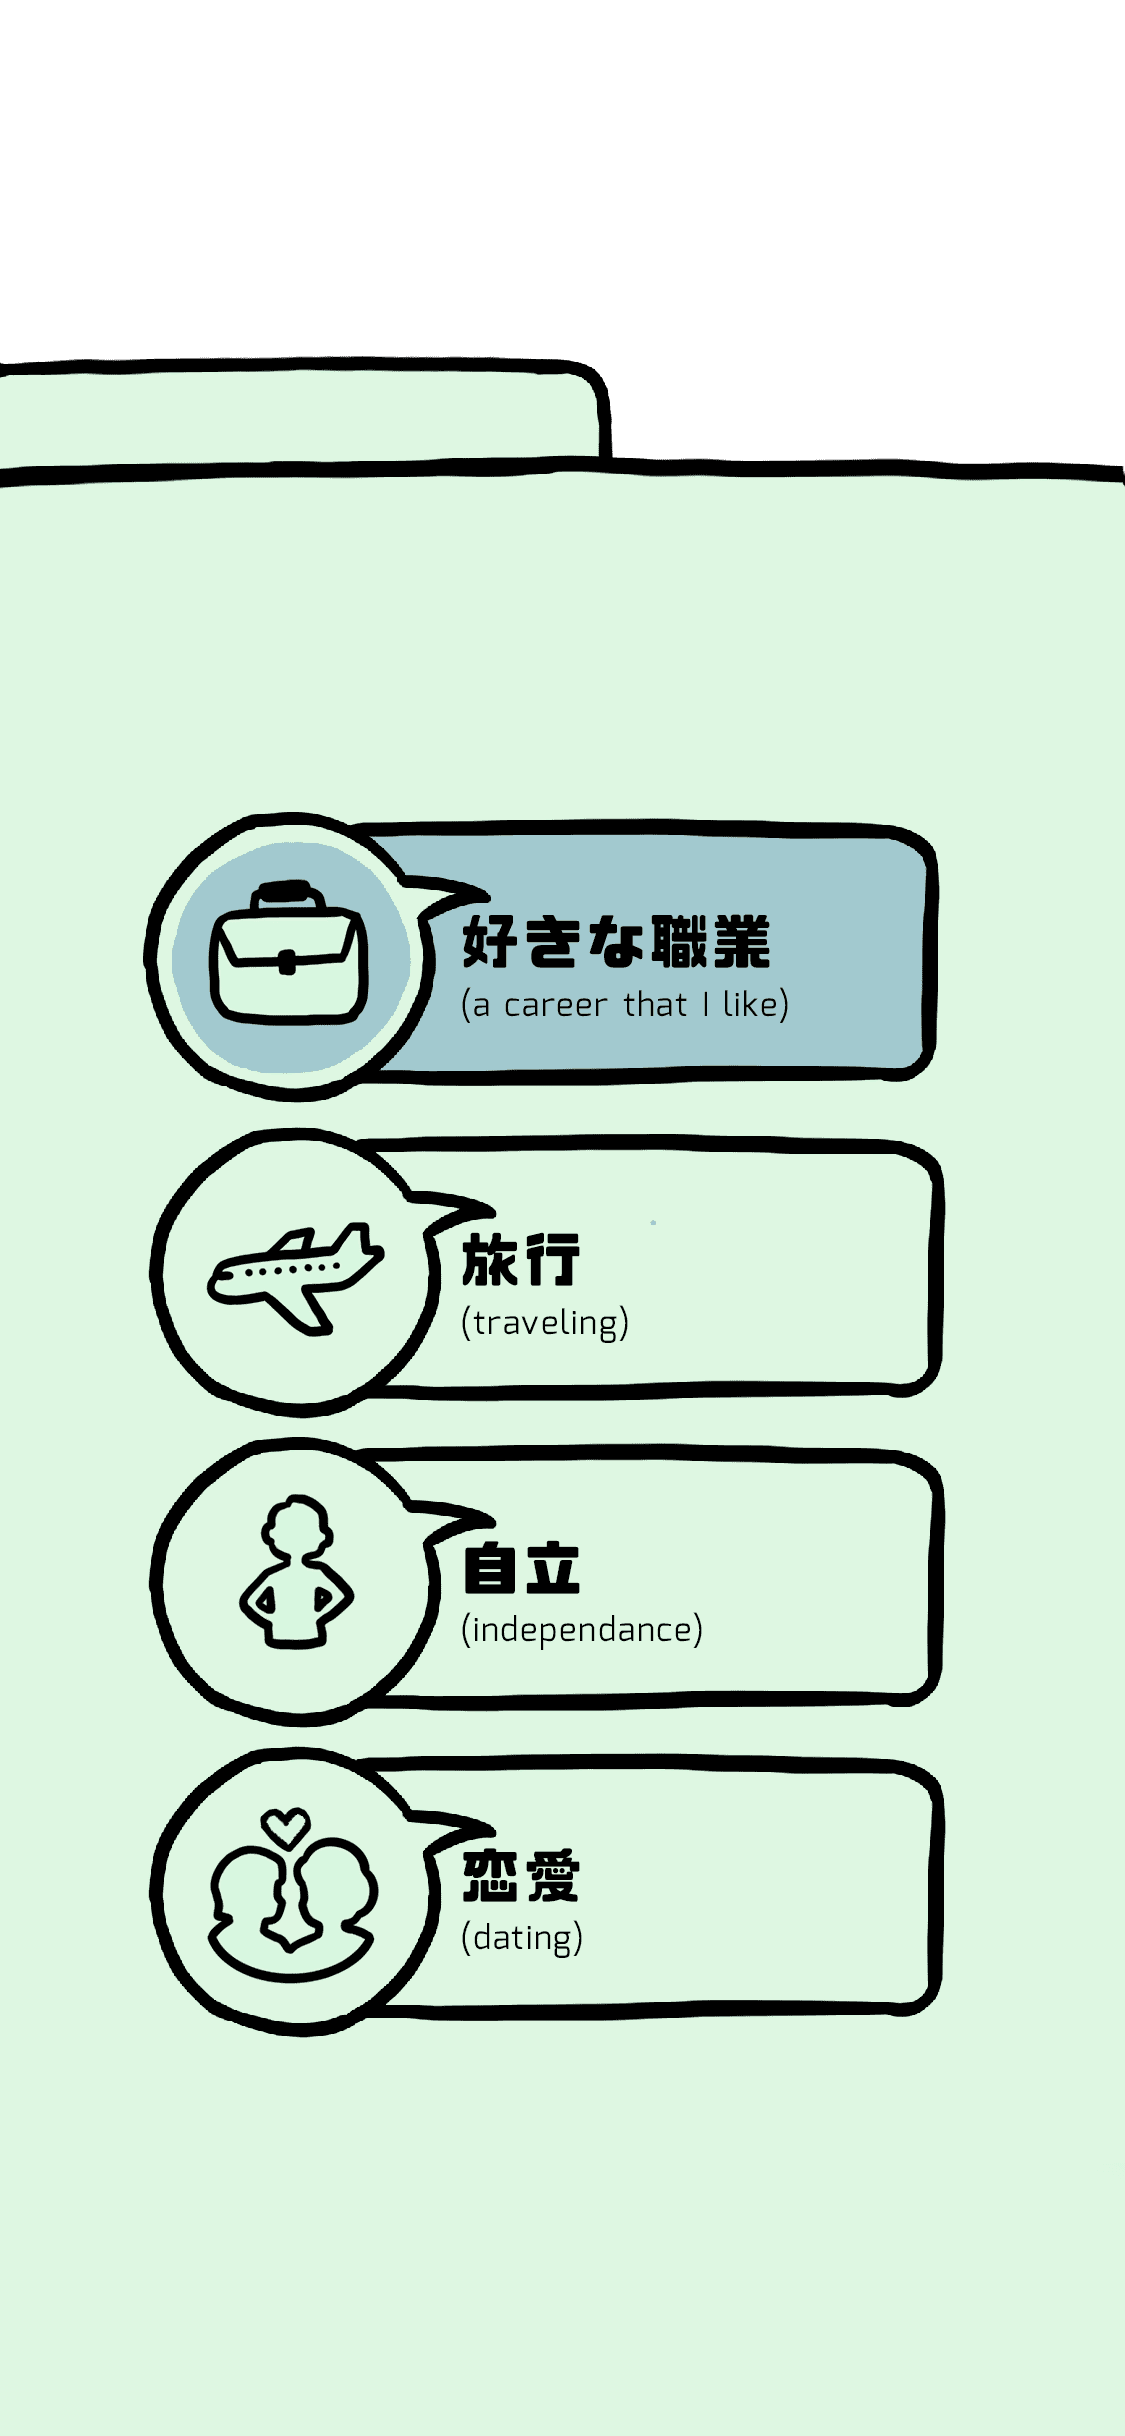 好きな職業
(a career that I like)
旅行
(traveling)
自立
(independance)
恋愛
(dating)